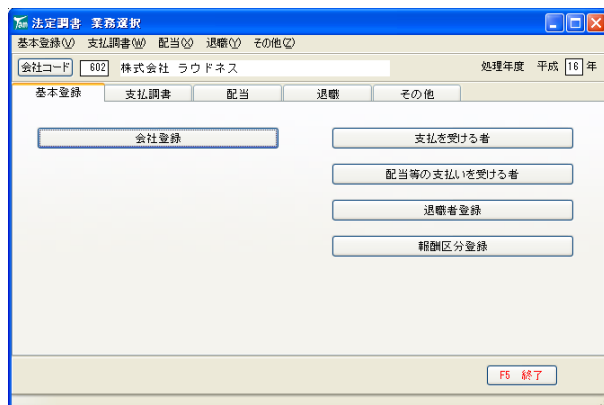 法定調書 業務選択
基本登録(V) 支払調書(W) 配当(X) 退職(Y) その他(Z)
会社コード 602 株式会社 ラウドネス 処理年度 平成 16 年
基本登録 支払調書 配当 退職 その他
会社登録 支払を受ける者
配当等の支払いを受ける者
退職者登録
報酬区分登録
F5 終了